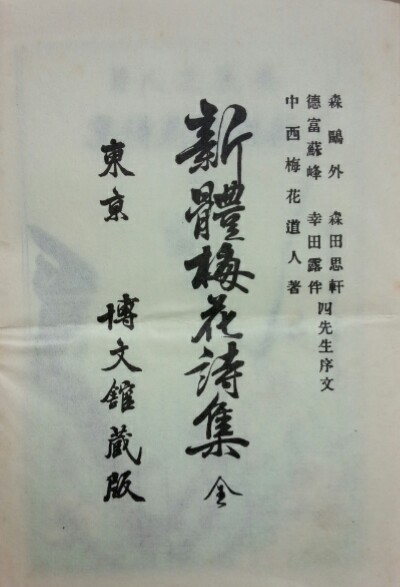 森鷗外 森田思軒
德富蘇峰 幸田露伴 四先生序文
中西梅花道人著
新體梅花詩集 全
東京 博文館藏版